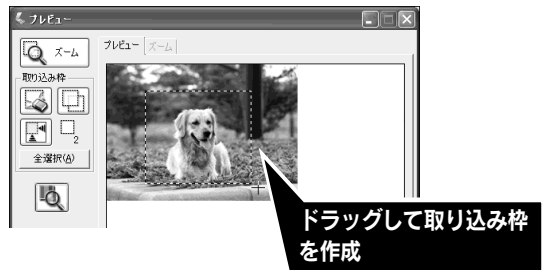 プレビュー
ズーム
プレビュー ズーム
取り込み枠
2
全選択(A)
ドラッグして取り込み枠
を作成